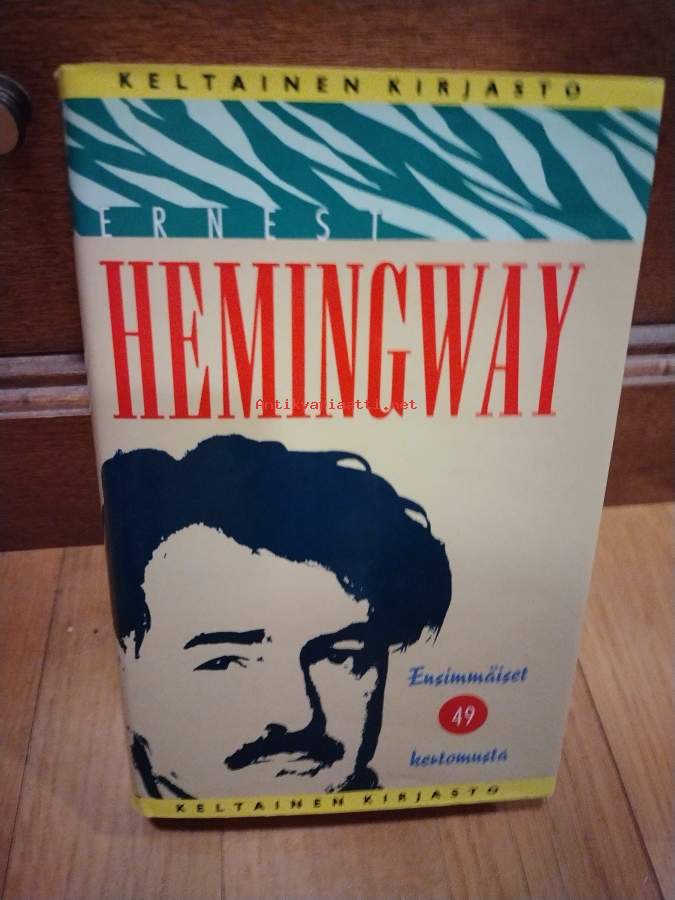 KELTAINEN KIRJASTO
ERNEST
HEMINGWAY
Antikvariaatti.net
Ensimmäiset
49
kertomusta
KELTAINEN KIRJASTO